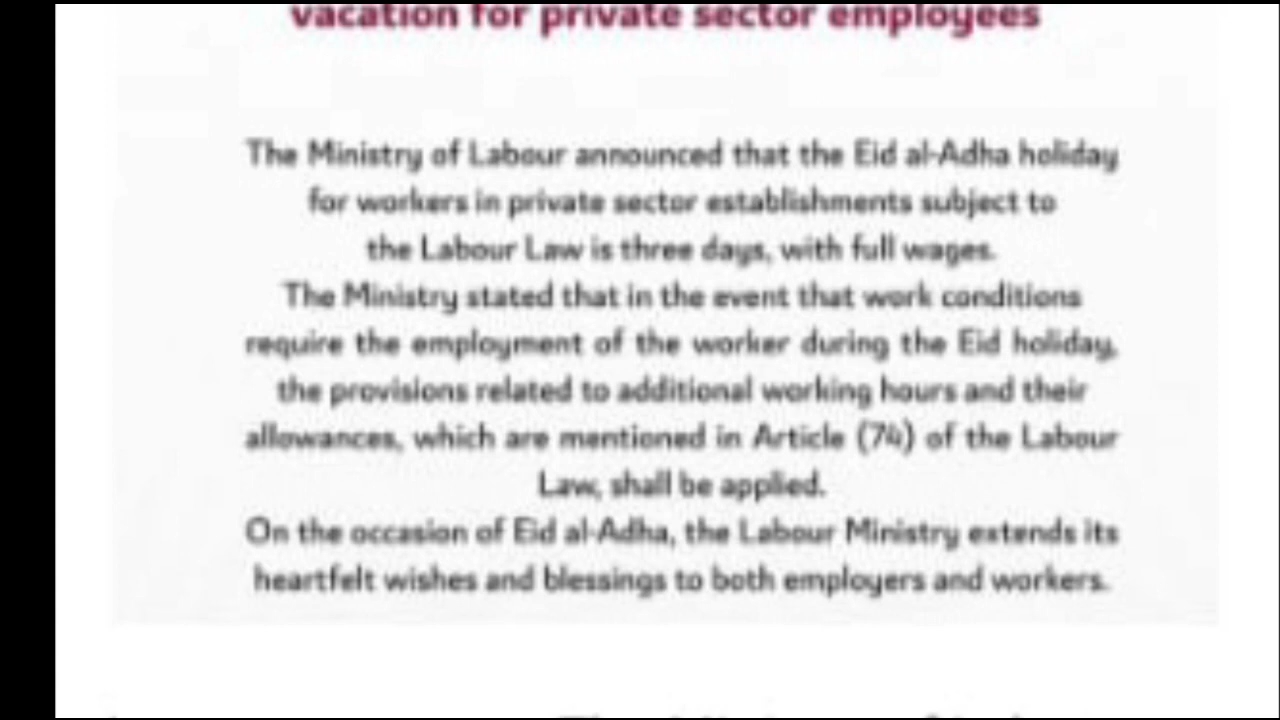 vacation for private sector employees
The Ministry of Labour announced that the Eid al-Adha holiday
for workers in private sector establishments subject to
the Labour Law is three days, with full wages.
The Ministry stated that in the event that work conditions
require the employment of the worker during the Eid holiday,
the provisions related to additional working hours and their
allowances, which are mentioned in Article (74) of the Labour
Law, shall be applied.
On the occasion of Eid al-Adha, the Labour Ministry extends its
heartfelt wishes and blessings to both employers and workers.